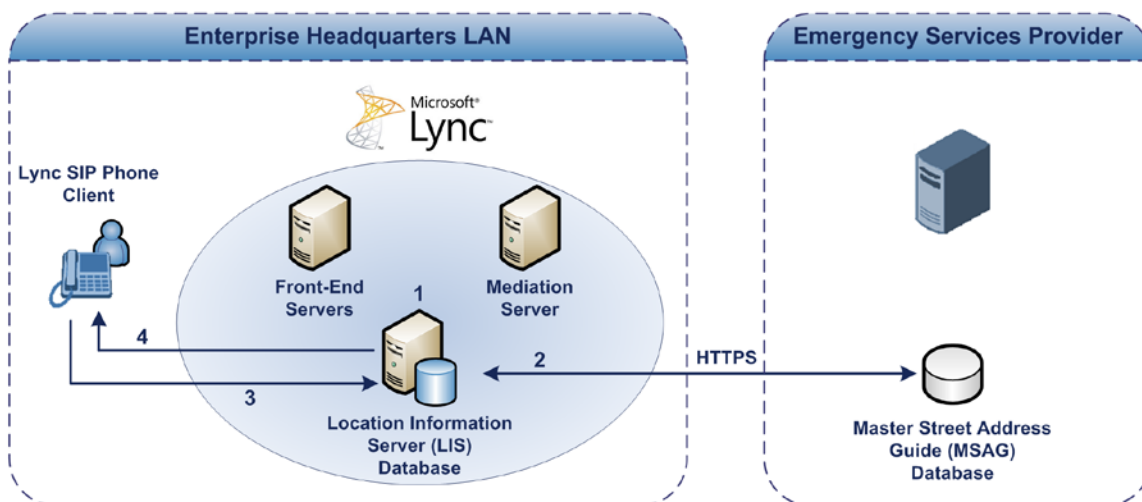 Enterprise Headquarters LAN
Emergency Services Provider
Microsoft®
Lync™
Lync SIP Phone
Client
Front-End
Servers
Mediation
Server
1
4
2
HTTPS
3
Location Information
Server (LIS)
Database
Master Street Address
Guide (MSAG)
Database